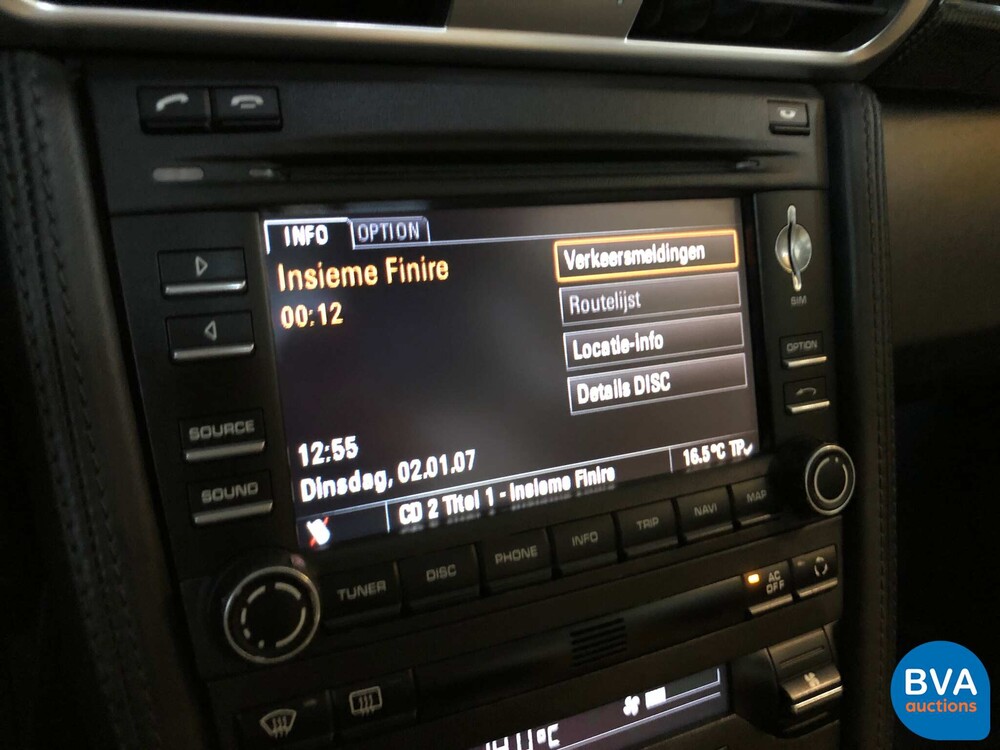 INFO OPTION
Insieme Finire
00:12
Verkeersmeldingen
Routelijst
Locatie-info
Details DISC
12:55
Dinsdag, 02.01.07
16.5°C TP
CD 2 Titel 1 - Insieme Finire
SIM
OPTION
SOURCE
SOUND
TUNER DISC PHONE INFO TRIP NAVI MAP
AC
OFF
BVA
auctions